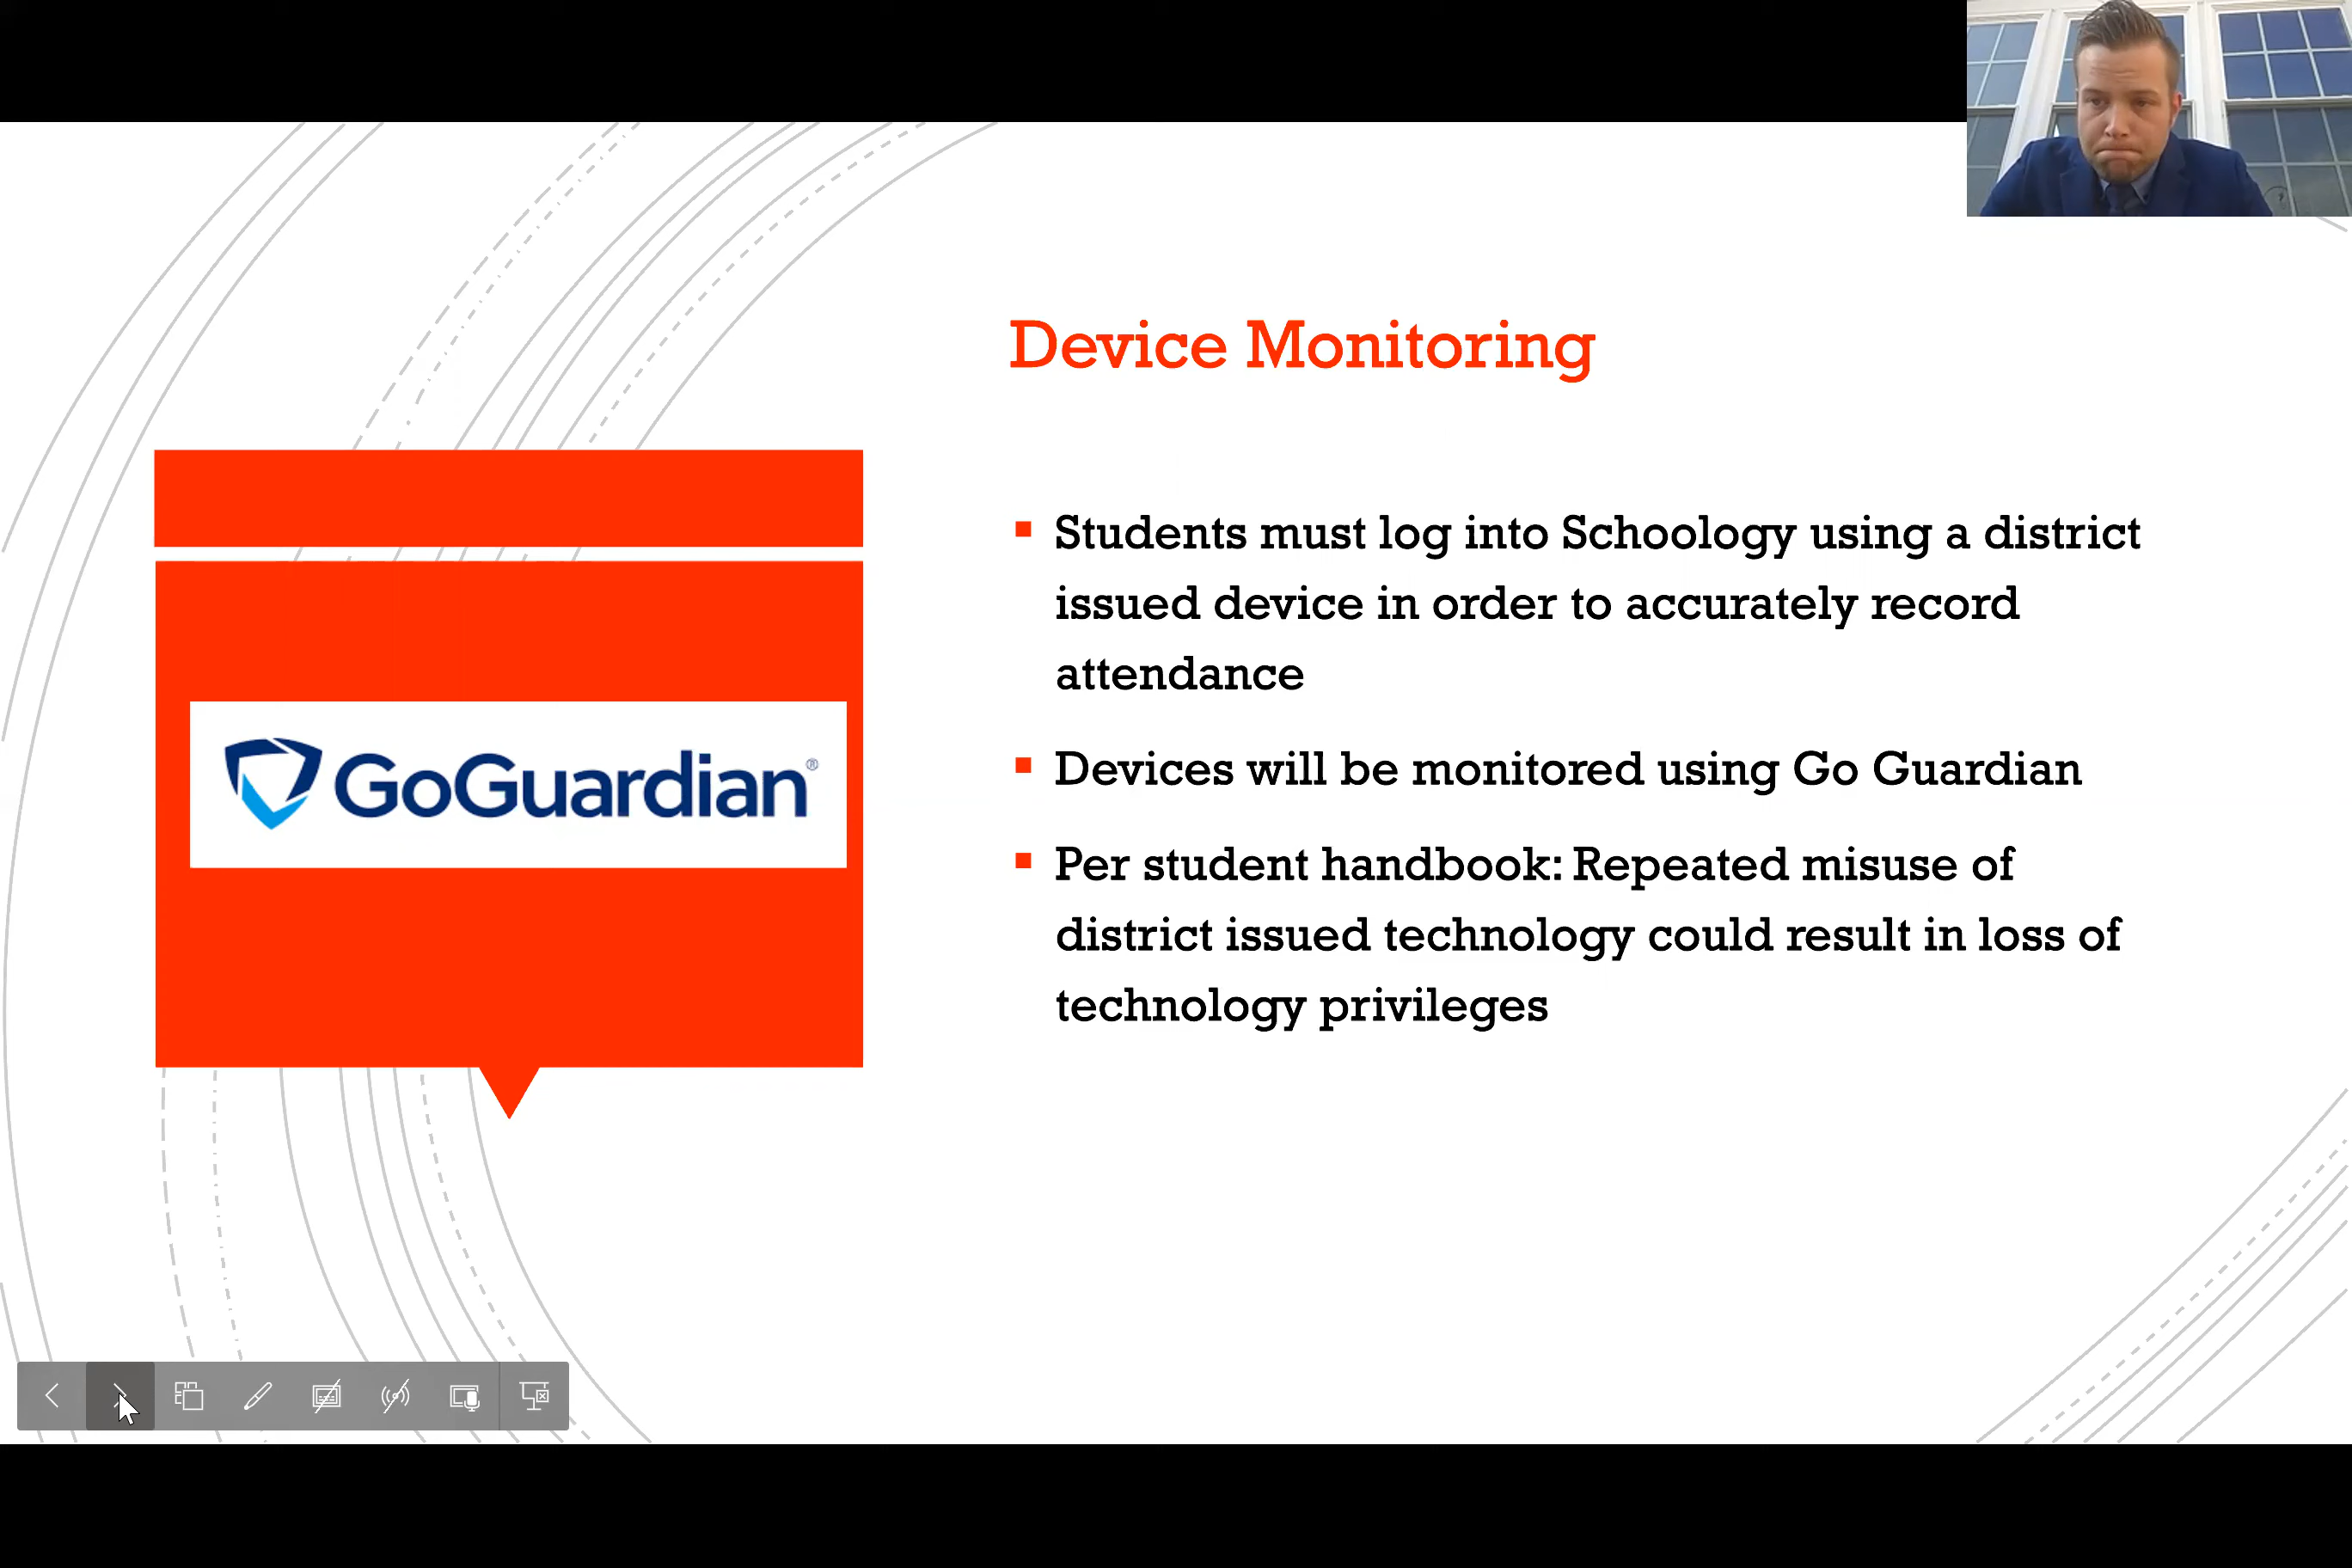 Device Monitoring
Students must log into Schoology using a district
issued device in order to accurately record
attendance
GoGuardian®
Devices will be monitored using Go Guardian
Per student handbook: Repeated misuse of
district issued technology could result in loss of
technology privileges